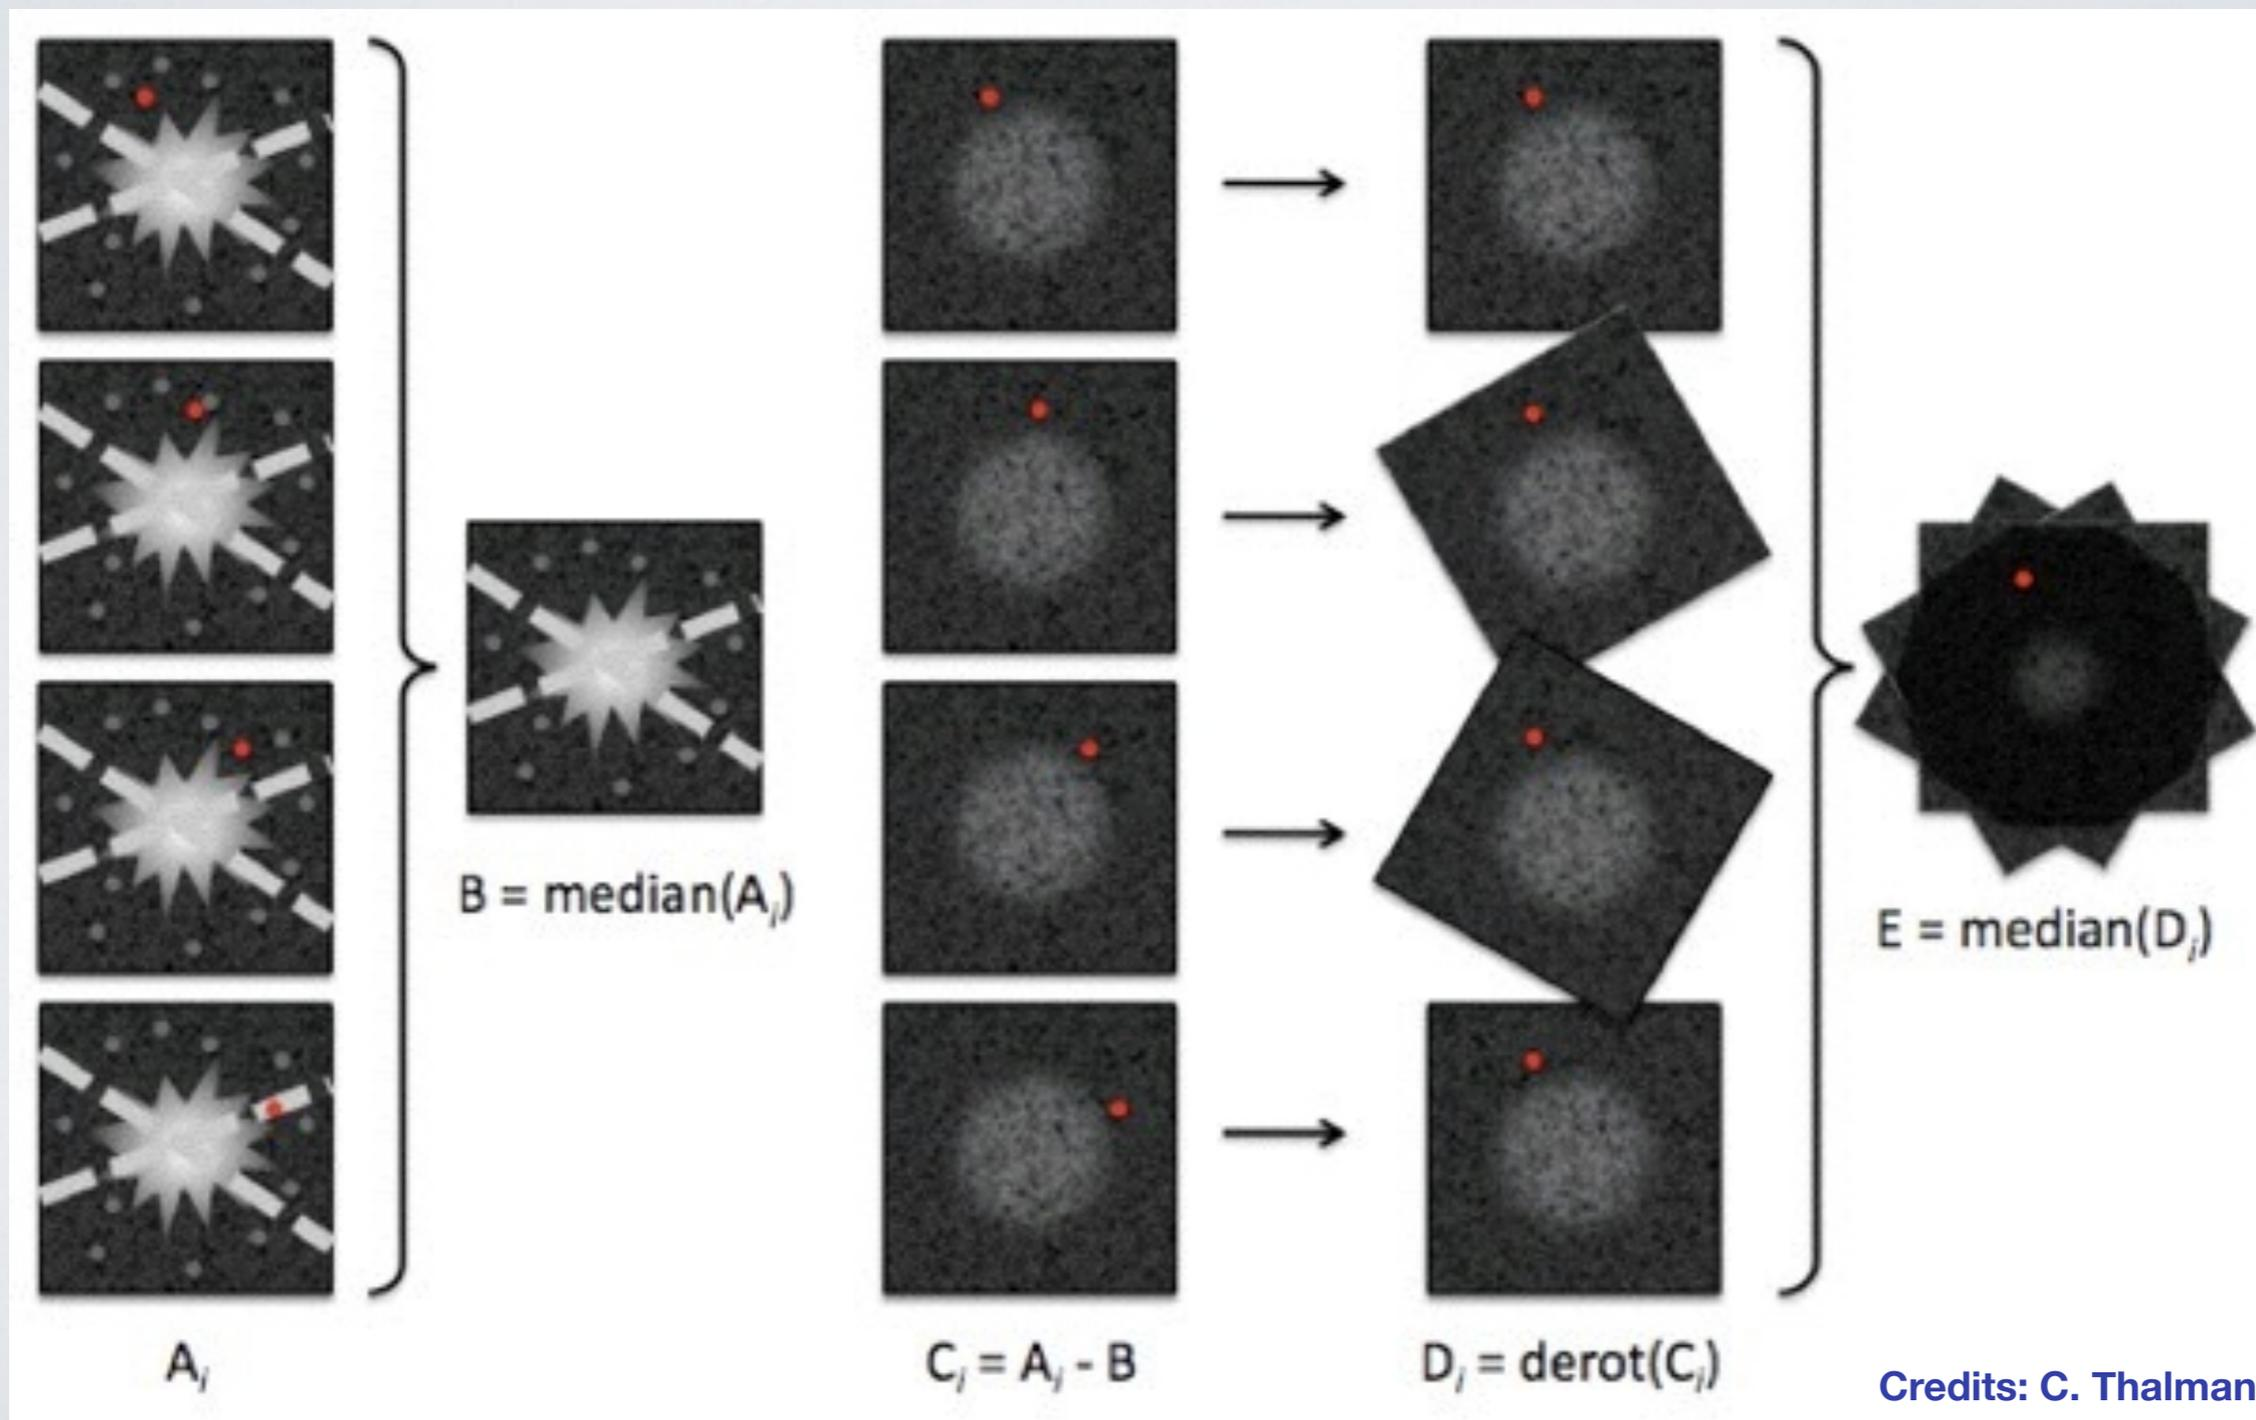 B = median(Aᵢ)
E = median(Dᵢ)
Aᵢ
Cᵢ = Aᵢ - B
Dᵢ = derot(Cᵢ)
Credits: C. Thalman